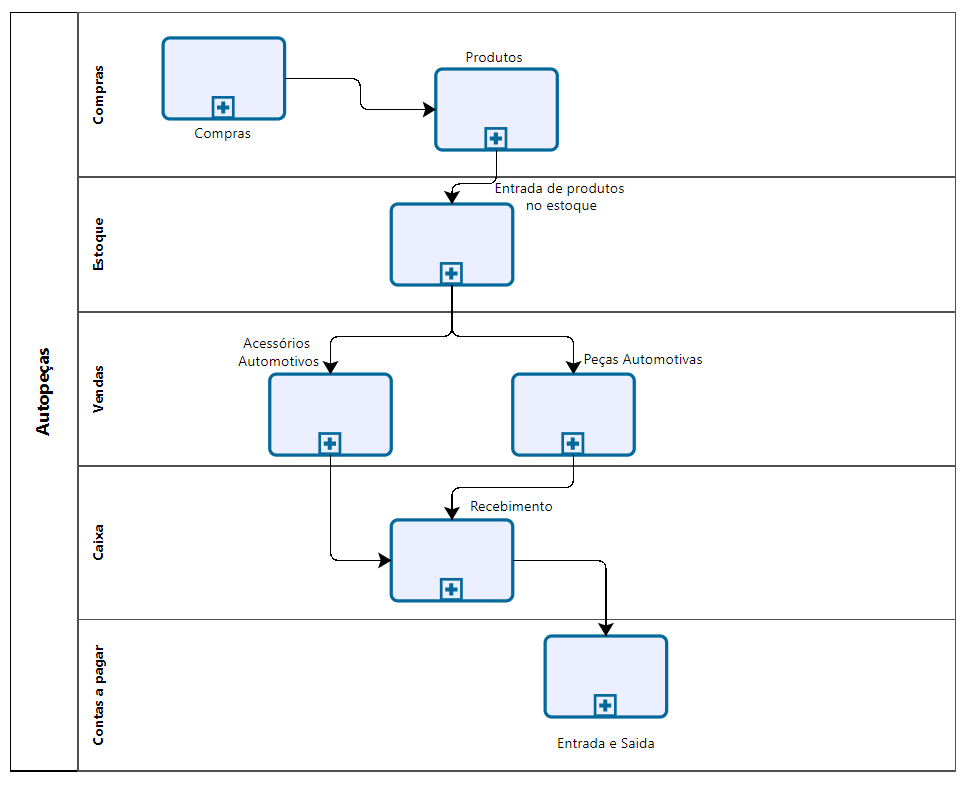 Autopeças
Compras
Compras
Produtos
Estoque
Entrada de produtos
no estoque
Vendas
Acessórios
Automotivos
Peças Automotivas
Caixa
Recebimento
Contas a pagar
Entrada e Saida